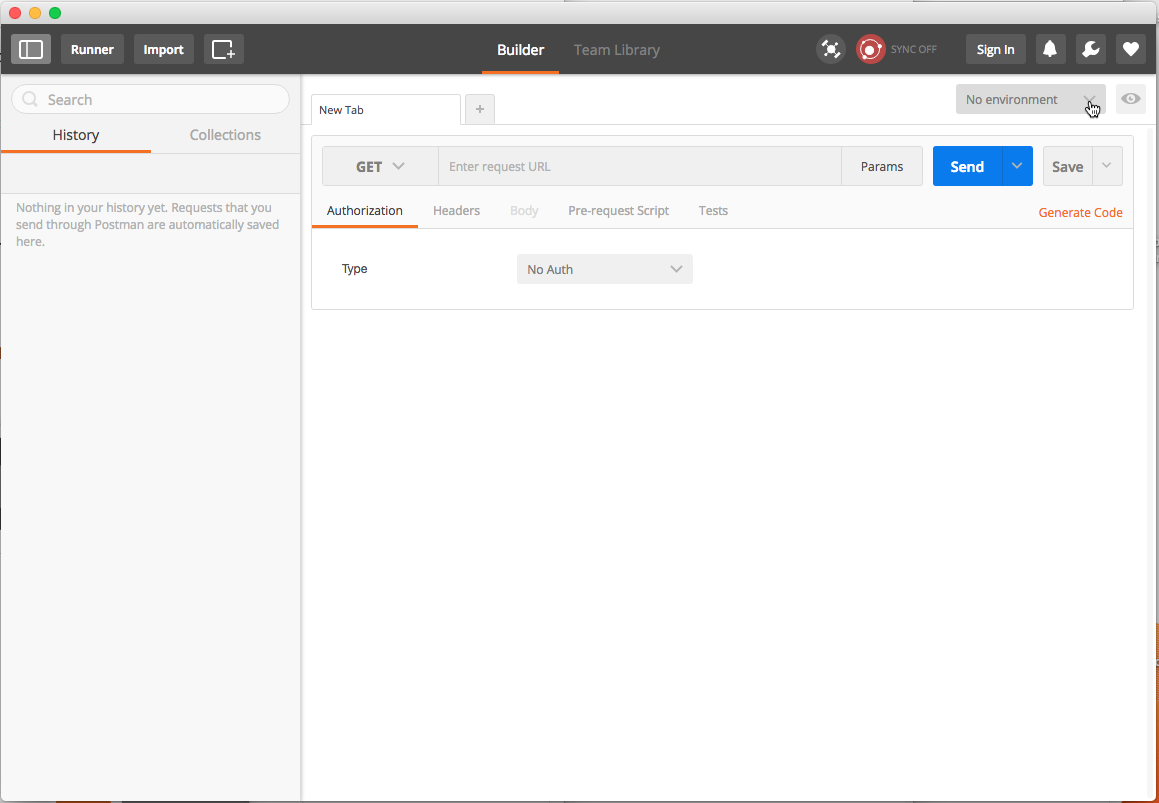 Runner
Import
Builder
Team Library
SYNC OFF
Sign In
Search
History
Collections
Nothing in your history yet. Requests that you
send through Postman are automatically saved
here.
New Tab
+
No environment
GET
Enter request URL
Params
Send
Save
Authorization
Headers
Body
Pre-request Script
Tests
Generate Code
Type
No Auth